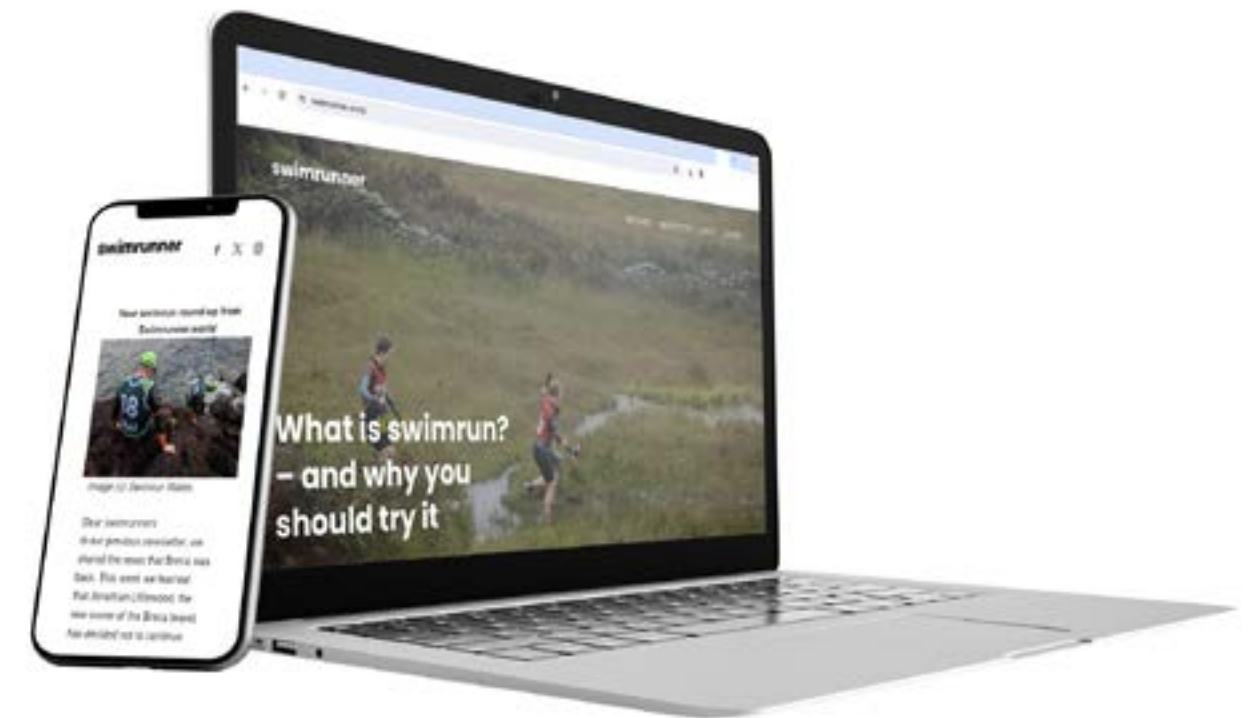 swimrunner
What is swimrun?
– and why you
should try it
swimrunner
f X
Your swimrun round-up from
Swimrunner.world
18
Image (c) Swimrun Wales
Dear swimrunners
In our previous newsletter, we
shared the news that Breca was
back. This week we learned
that Jonathan Littlewood, the
new owner of the Breca brand,
has decided not to continue